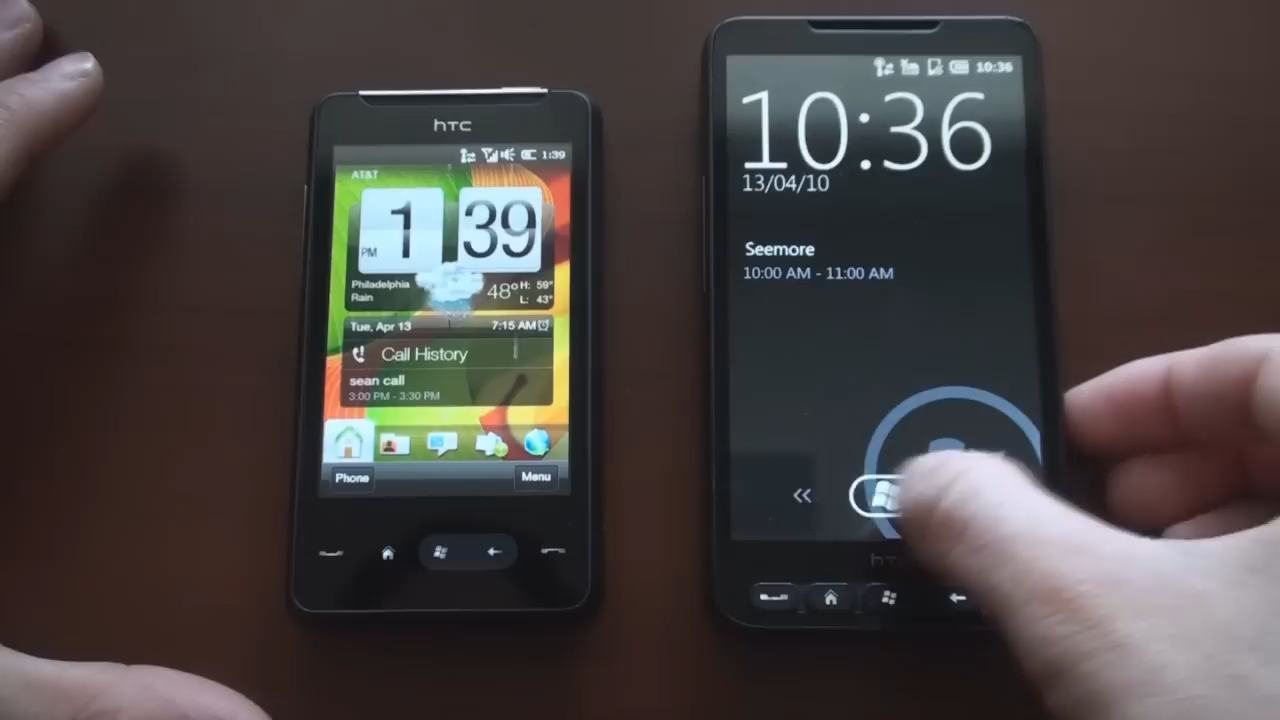 htc
1:39
AT&T
1 39
PM
Philadelphia
Rain
48° H: 59°
L: 43°
Tue, Apr 13 7:15 AM
Call History
sean call
3:00 PM - 3:30 PM
Phone Menu
10:36
10:36
13/04/10
Seemore
10:00 AM - 11:00 AM